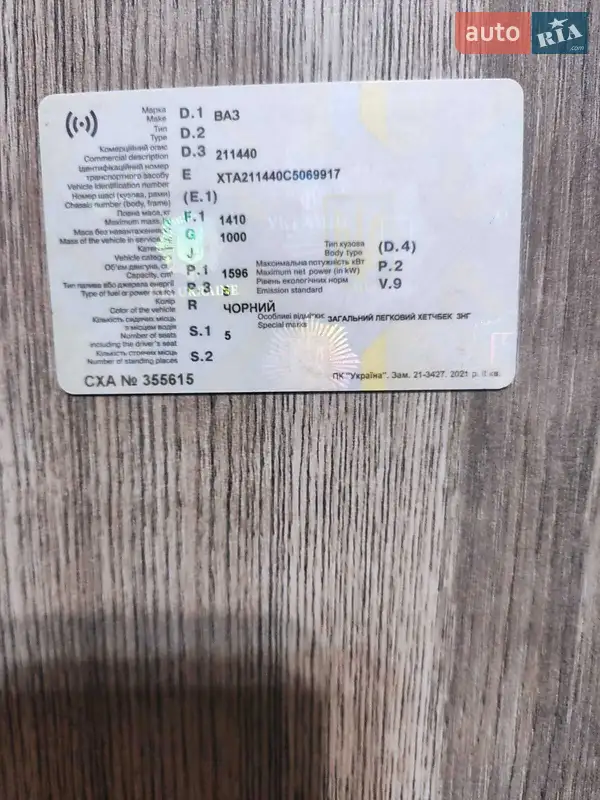 auto RIA .com
Марка D.1 ВАЗ
Make
Тип D.2
Type
Комерційний опис D.3 211440
Commercial description
Ідентифікаційний номер
транспортного засобу E XTA211440C5069917
Vehicle identification number
Номер шасі (кузова, рами) (E.1)
Chassis number (body, frame)
Повна маса, кг F.1 1410
Maximum mass,
Маса без навантаження G 1000
Mass of the vehicle in service
J
Vehicle category
Об'єм двигуна, P.1 1596
Capacity, cm³
Тип палива або джерела енергії P.3
Type of fuel or power
Колір R ЧОРНИЙ
Color of the vehicle
Кількість сидячих місць
з місцем водія S.1 5
Number of seats
including the driver's seat
Кількість стоячих місць S.2
Number of standing places
Тип кузова (D.4)
Body type
Максимальна потужність кВт P.2
Maximum net power (in kW)
Рівень екологічних норм V.9
Emission standard
Особливі відмітки ЗАГАЛЬНИЙ ЛЕГКОВИЙ ХЕТЧБЕК ЗНГ
Special marks
СХА № 355615
ПК "Україна". Зам. 21-3427. 2021 р.